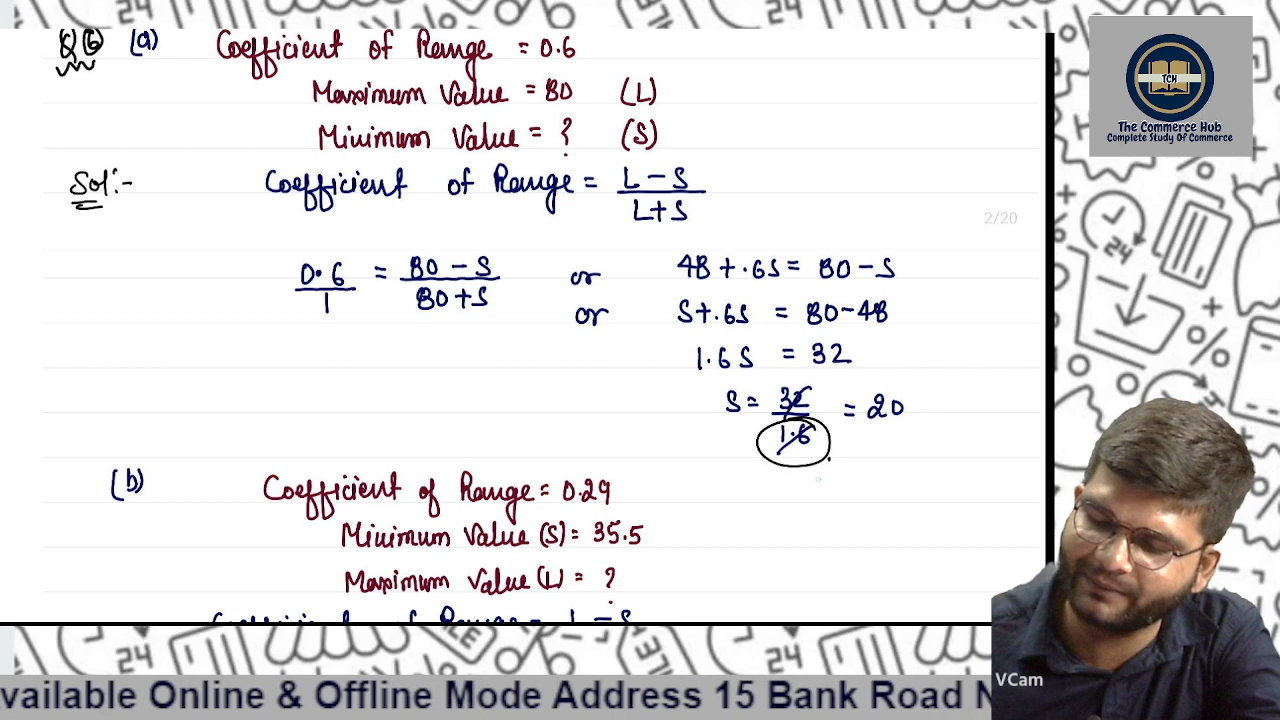 Q6 (a) Coefficient of Range = 0.6
Maximum Value = 80 (L)
Minimum Value = ? (S)
Sol:- Coefficient of Range = L - S / L + S
2/20
0.6 / 1 = 80 - S / 80 + S or 48 + .6S = 80 - S
or S + .6S = 80 - 48
1.6S = 32
S = 32 / 1.6 = 20
(b) Coefficient of Range = 0.29
Minimum Value (S) = 35.5
Maximum Value (L) = ?
Coefficient of Range = L - S
TCH
The Commerce Hub
Complete Study Of Commerce
VCam
vailable Online & Offline Mode Address 15 Bank Road N